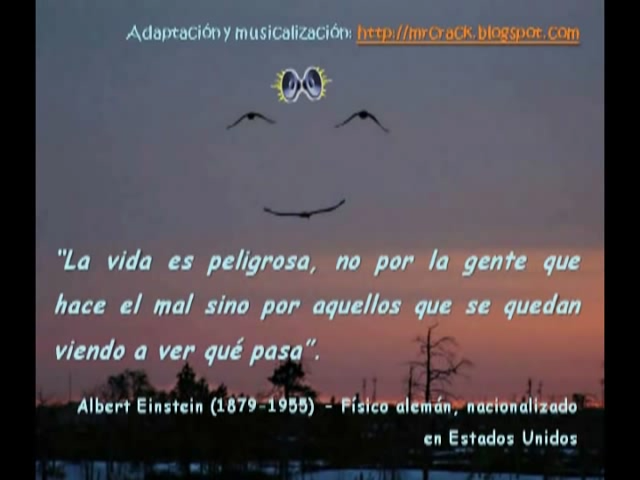 Adaptación y musicalización: http://mrcrack.blogspot.com
"La vida es peligrosa, no por la gente que
hace el mal sino por aquellos que se quedan
viendo a ver qué pasa".
Albert Einstein (1879-1955) - Físico alemán, nacionalizado
en Estados Unidos